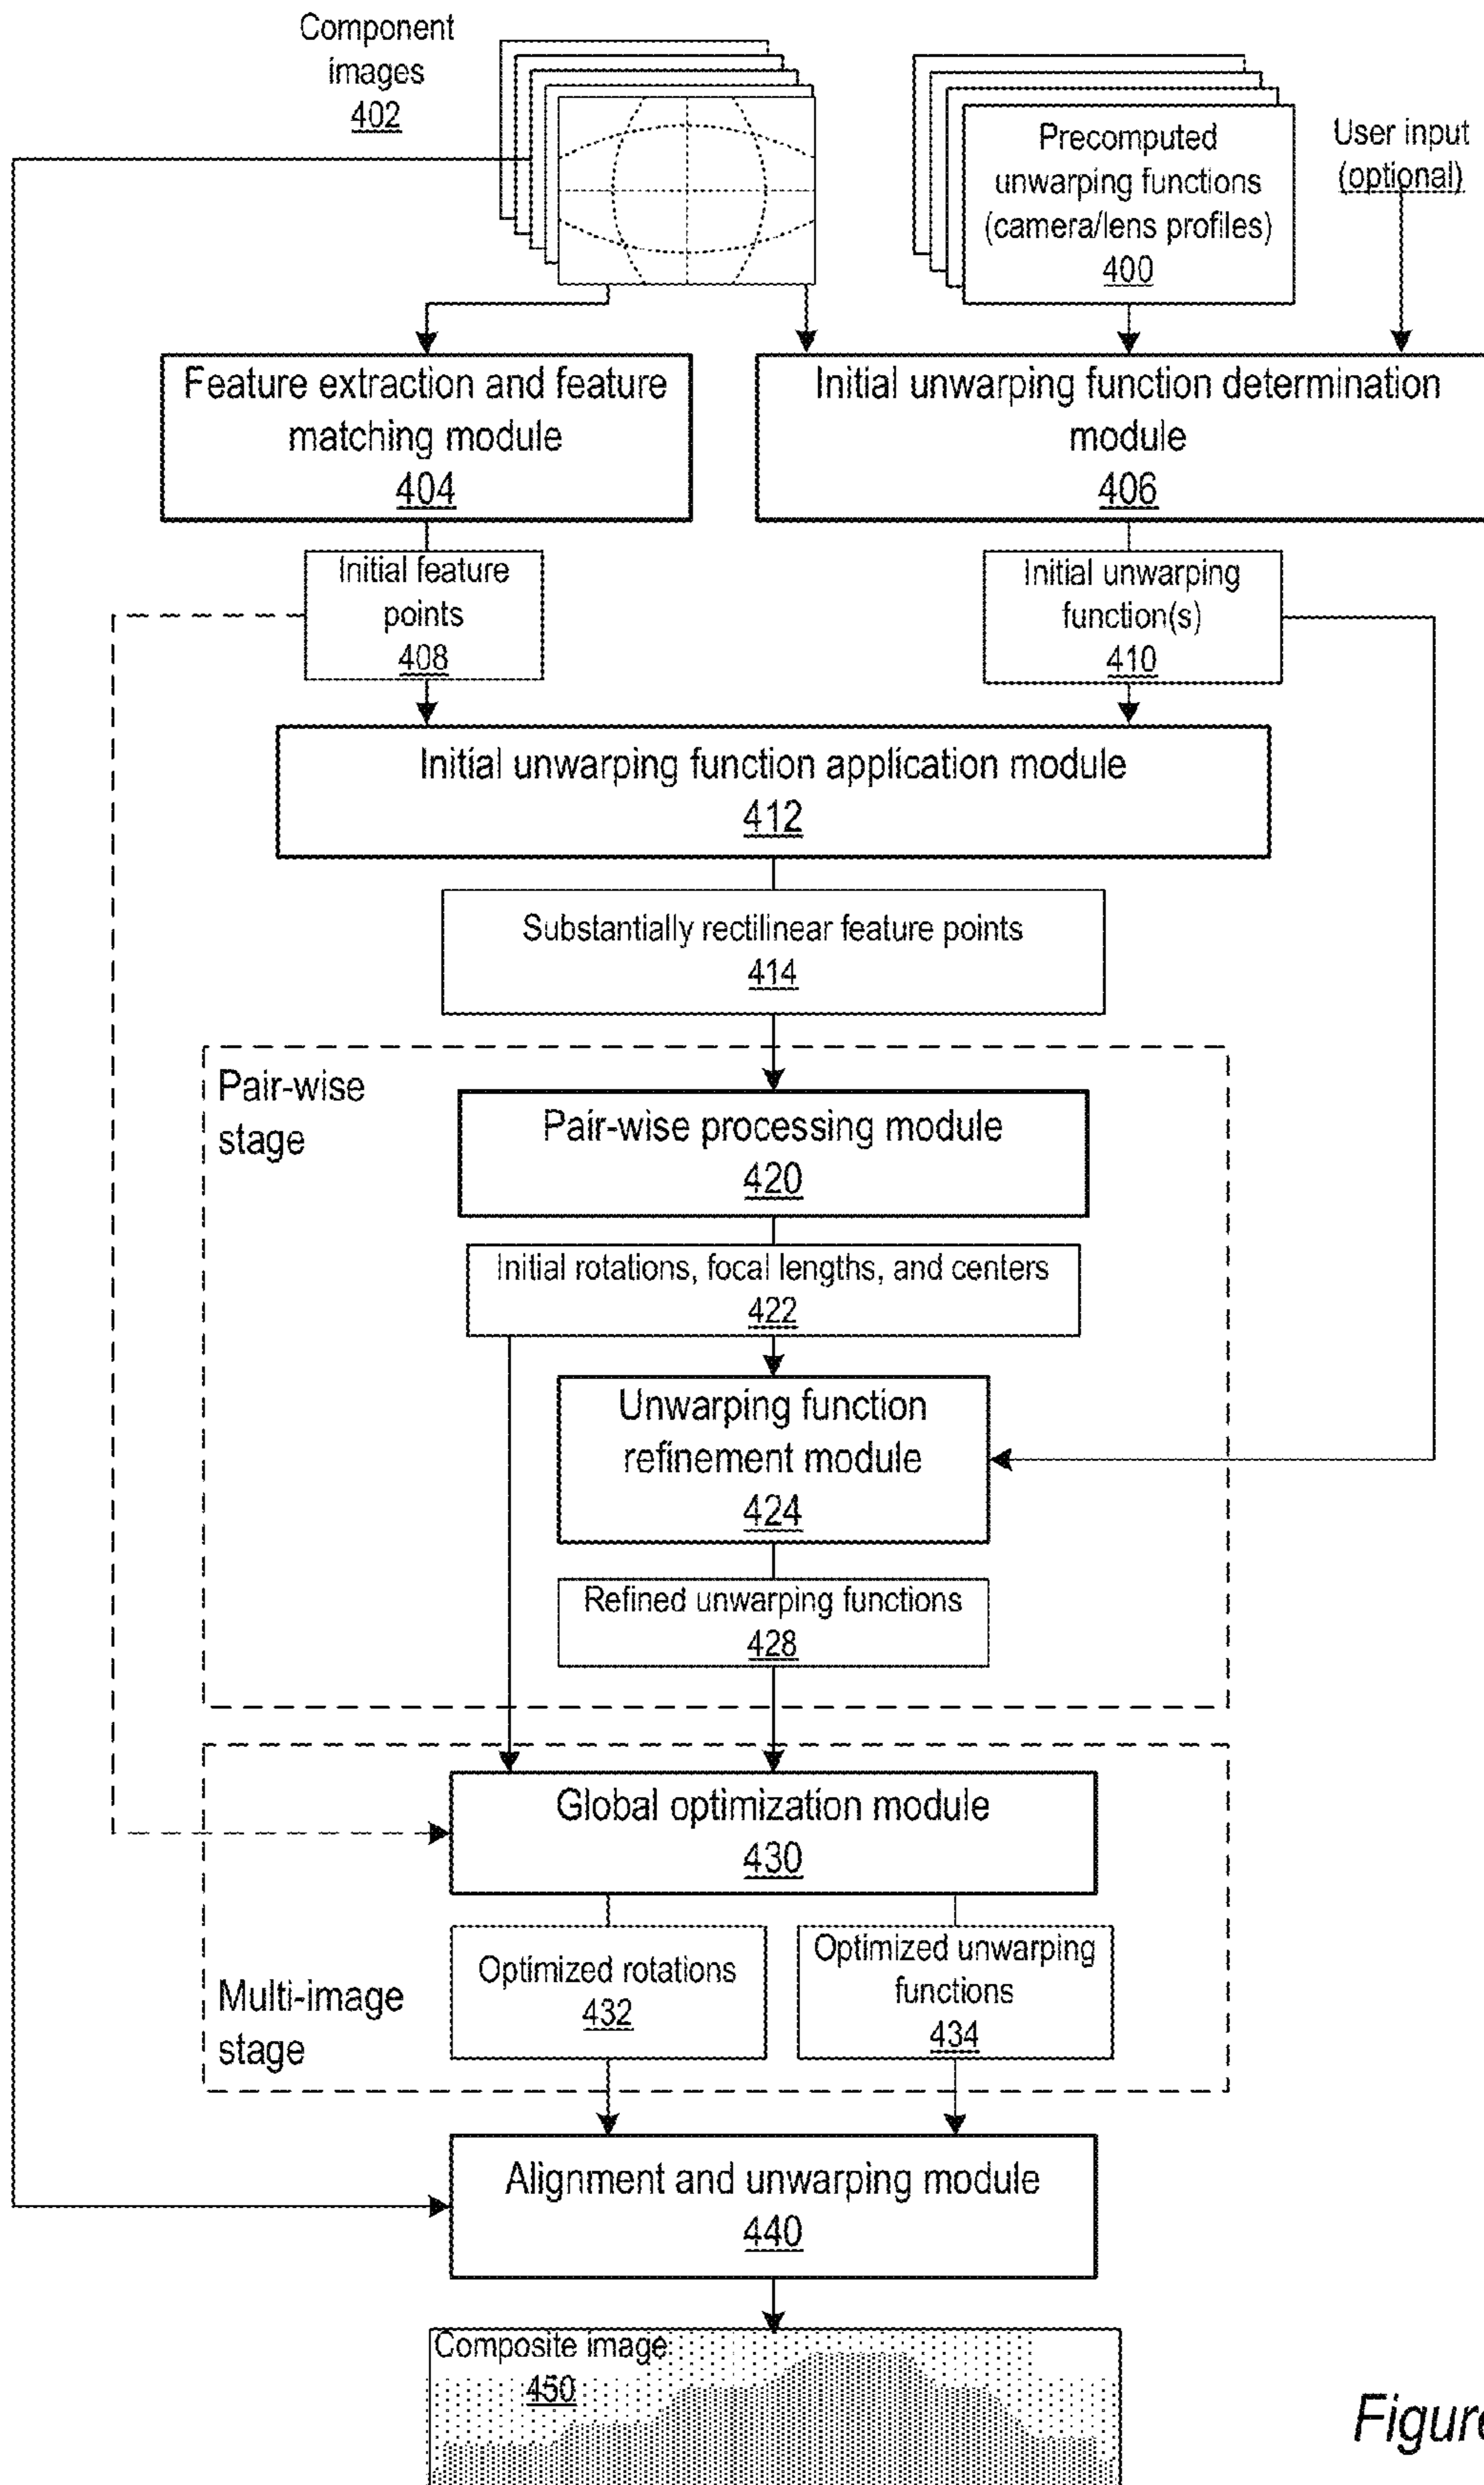 Component
images
402
Precomputed
unwarping functions
(camera/lens profiles)
400
User input
(optional)
Feature extraction and feature
matching module
404
Initial unwarping function determination
module
406
Initial feature
points
408
Initial unwarping
function(s)
410
Initial unwarping function application module
412
Substantially rectilinear feature points
414
Pair-wise
stage
Pair-wise processing module
420
Initial rotations, focal lengths, and centers
422
Unwarping function
refinement module
424
Refined unwarping functions
428
Global optimization module
430
Optimized rotations
432
Optimized unwarping
functions
434
Multi-image
stage
Alignment and unwarping module
440
Composite image
450
Figure